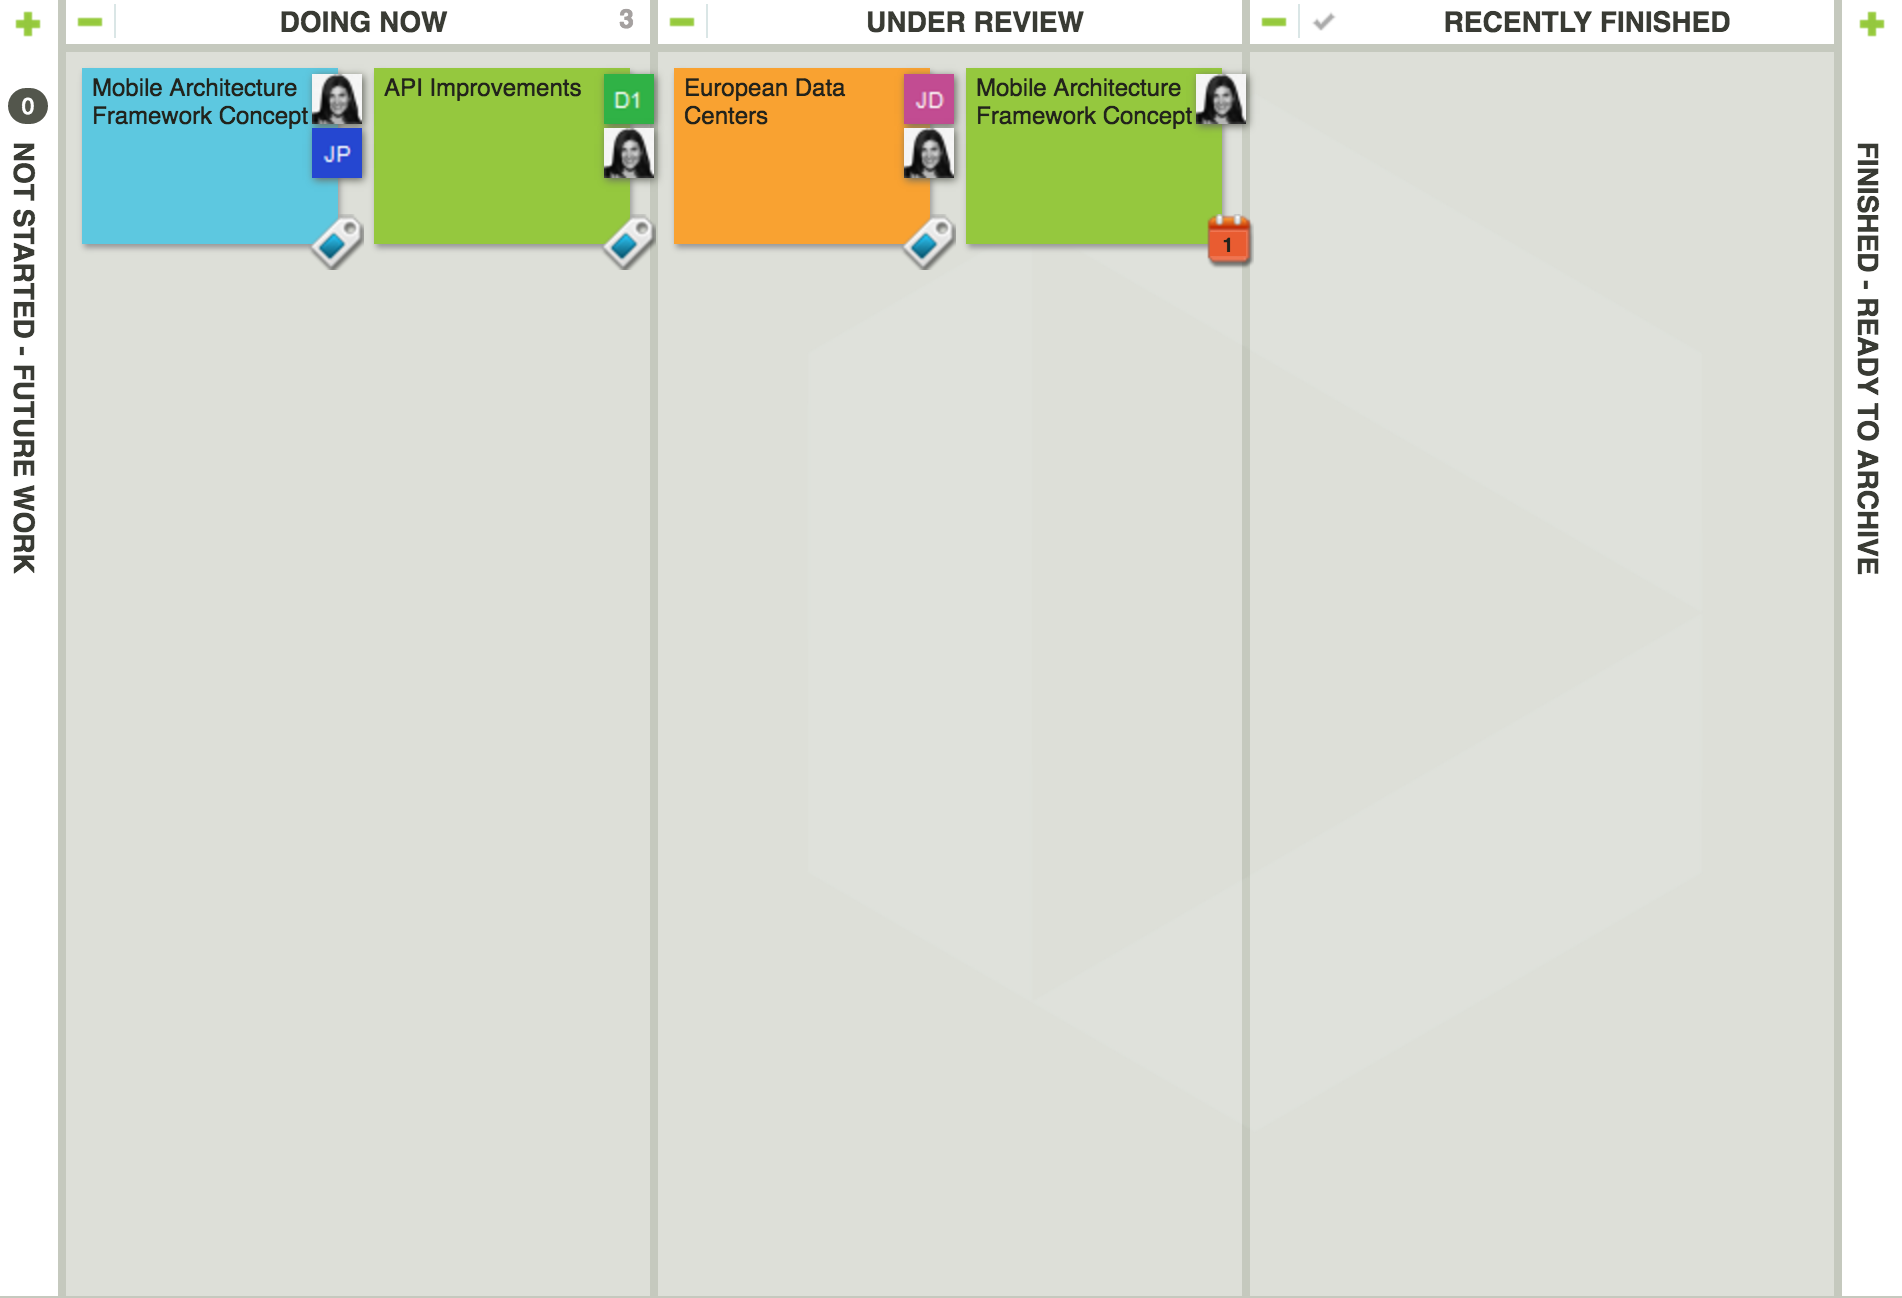 DOING NOW
3
UNDER REVIEW
RECENTLY FINISHED
0
NOT STARTED - FUTURE WORK
Mobile Architecture
Framework Concept
JP
API Improvements
D1
European Data
Centers
JD
Mobile Architecture
Framework Concept
1
FINISHED - READY TO ARCHIVE